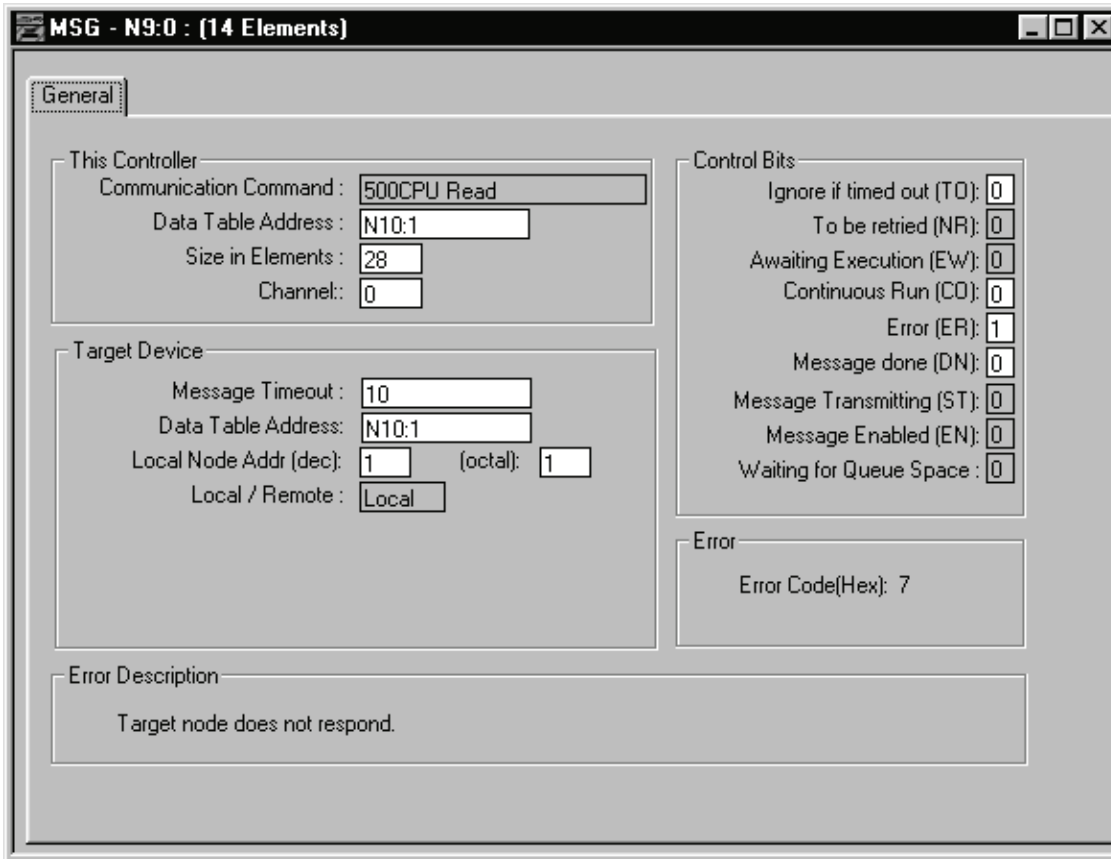 MSG - N9:0 : (14 Elements)
General
This Controller
Communication Command : 500CPU Read
Data Table Address : N10:1
Size in Elements : 28
Channel:: 0
Target Device
Message Timeout : 10
Data Table Address: N10:1
Local Node Addr (dec): 1 (octal): 1
Local / Remote : Local
Control Bits
Ignore if timed out (TO): 0
To be retried (NR): 0
Awaiting Execution (EW): 0
Continuous Run (CO): 0
Error (ER): 1
Message done (DN): 0
Message Transmitting (ST): 0
Message Enabled (EN): 0
Waiting for Queue Space : 0
Error
Error Code(Hex): 7
Error Description
Target node does not respond.